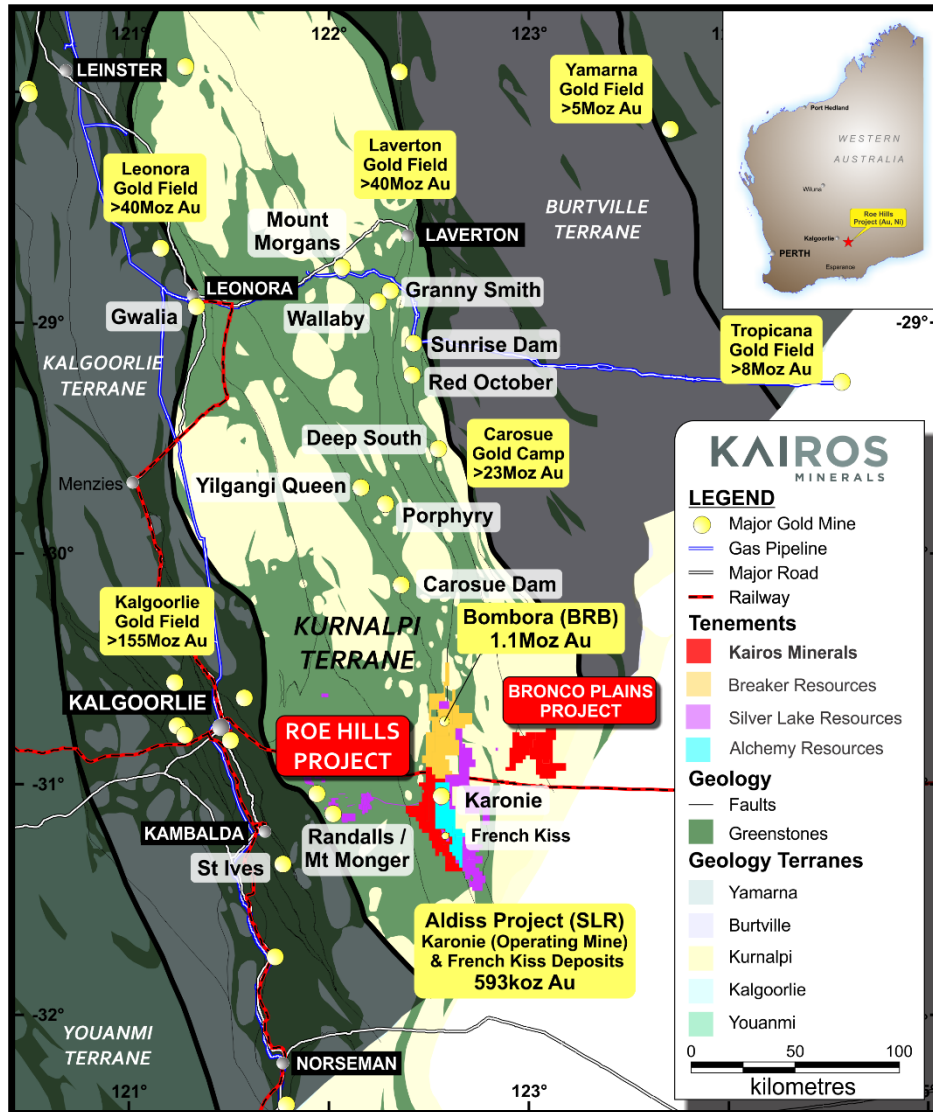 121°
122°
123°
LEINSTER
Yamarna
Gold Field
>5Moz Au
Leonora
Gold Field
>40Moz Au
Laverton
Gold Field
>40Moz Au
Mount
Morgans
BURTVILLE
TERRANE
LAVERTON
LEONORA
Granny Smith
Gwalia
Wallaby
-29°
-29°
Sunrise Dam
Tropicana
Gold Field
>8Moz Au
KALGOORLIE
TERRANE
Red October
Deep South
Carosue
Gold Camp
>23Moz Au
Menzies
Yilgangi Queen
Porphyry
-30°
Carosue Dam
Kalgoorlie
Gold Field
>155Moz Au
KURNALPI
TERRANE
Bombora (BRB)
1.1Moz Au
KALGOORLIE
BRONCO PLAINS
PROJECT
ROE HILLS
PROJECT
-31°
Karonie
KAMBALDA
Randalls /
Mt Monger
French Kiss
St Ives
Aldiss Project (SLR)
Karonie (Operating Mine)
& French Kiss Deposits
593koz Au
-32°
YOUANMI
TERRANE
NORSEMAN
121°
123°
Port Hedland
WESTERN
AUSTRALIA
Wiluna
Roe Hills
Project (Au, Ni)
Kalgoorlie
PERTH
Esperance
KAIROS
MINERALS
LEGEND
Major Gold Mine
Gas Pipeline
Major Road
Railway
Tenements
Kairos Minerals
Breaker Resources
Silver Lake Resources
Alchemy Resources
Geology
Faults
Greenstones
Geology Terranes
Yamarna
Burtville
Kurnalpi
Kalgoorlie
Youanmi
0 50 100
kilometres